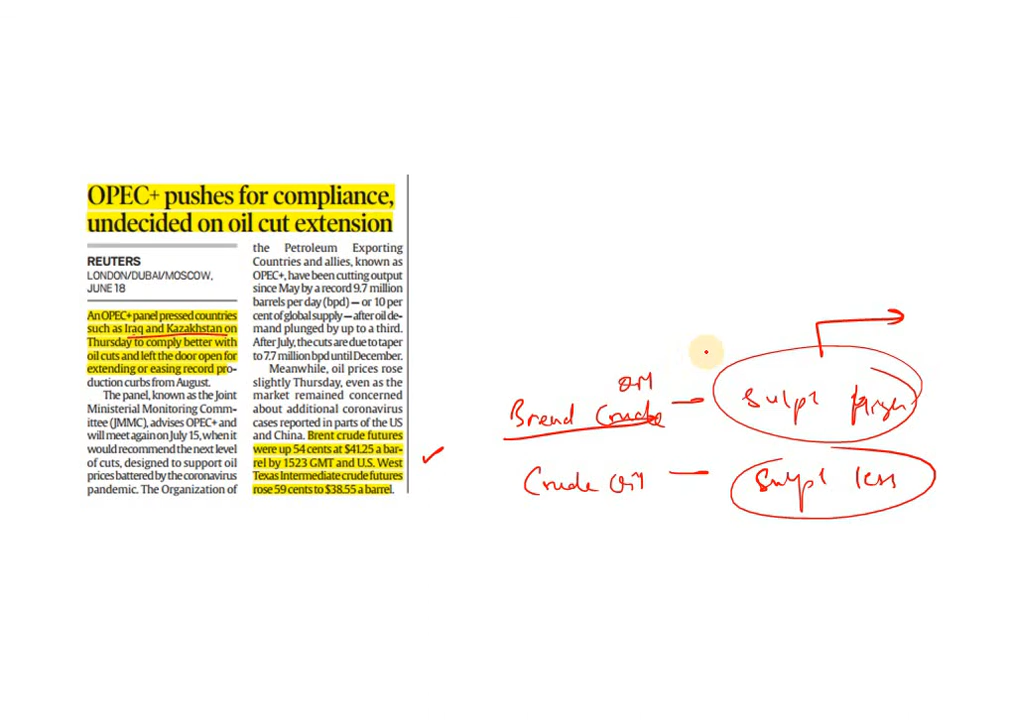 OPEC+ pushes for compliance,
undecided on oil cut extension
REUTERS
LONDON/DUBAI/MOSCOW,
JUNE 18
An OPEC+ panel pressed countries
such as Iraq and Kazakhstan on
Thursday to comply better with
oil cuts and left the door open for
extending or easing record pro-
duction curbs from August.
The panel, known as the Joint
Ministerial Monitoring Comm-
ittee (JMMC), advises OPEC+ and
will meet again on July 15, when it
would recommend the next level
of cuts, designed to support oil
prices battered by the coronavirus
pandemic. The Organization of
the Petroleum Exporting
Countries and allies, known as
OPEC+, have been cutting output
since May by a record 9.7 million
barrels per day (bpd) — or 10 per
cent of global supply — after oil de-
mand plunged by up to a third.
After July, the cuts are due to taper
to 7.7 million bpd until December.
Meanwhile, oil prices rose
slightly Thursday, even as the
market remained concerned
about additional coronavirus
cases reported in parts of the US
and China. Brent crude futures
were up 54 cents at $41.25 a bar-
rel by 1523 GMT and U.S. West
Texas Intermediate crude futures
rose 59 cents to $38.55 a barrel.
oil
Brend Crude —
Crude oil — less